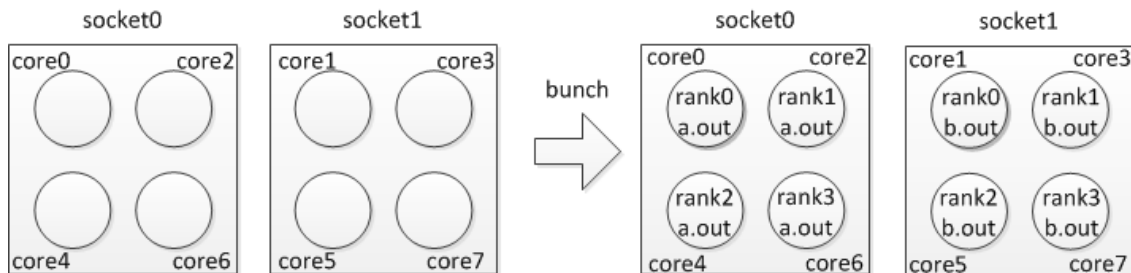 socket0
socket1
socket0
socket1
core0
core2
core1
core3
bunch
core0
core2
core1
core3
rank0
a.out
rank1
a.out
rank0
b.out
rank1
b.out
rank2
a.out
rank3
a.out
rank2
b.out
rank3
b.out
core4
core6
core5
core7
core4
core6
core5
core7